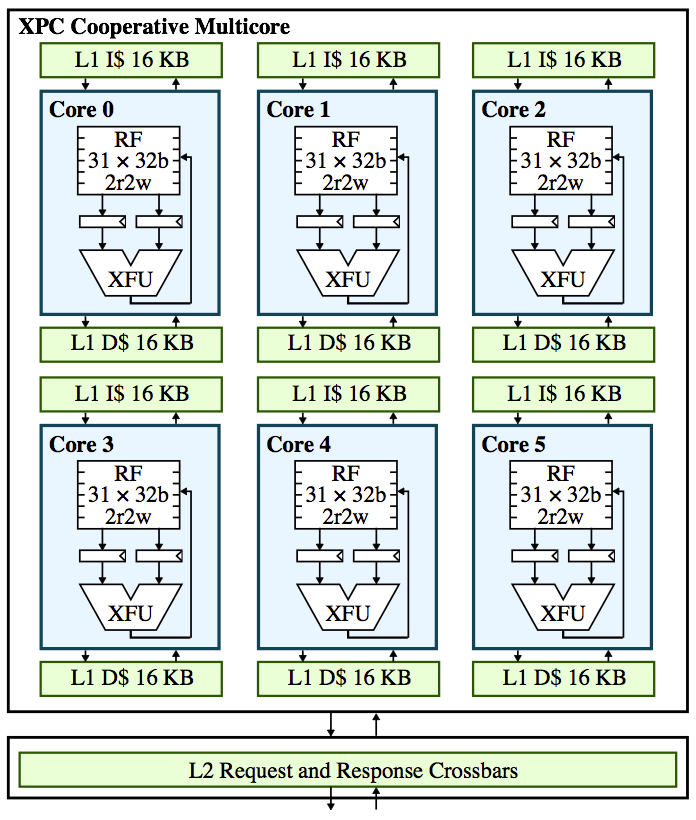 XPC Cooperative Multicore
L1 I$ 16 KB
L1 I$ 16 KB
L1 I$ 16 KB
Core 0
RF
31 × 32b
2r2w
XFU
Core 1
RF
31 × 32b
2r2w
XFU
Core 2
RF
31 × 32b
2r2w
XFU
L1 D$ 16 KB
L1 D$ 16 KB
L1 D$ 16 KB
L1 I$ 16 KB
L1 I$ 16 KB
L1 I$ 16 KB
Core 3
RF
31 × 32b
2r2w
XFU
Core 4
RF
31 × 32b
2r2w
XFU
Core 5
RF
31 × 32b
2r2w
XFU
L1 D$ 16 KB
L1 D$ 16 KB
L1 D$ 16 KB
L2 Request and Response Crossbars